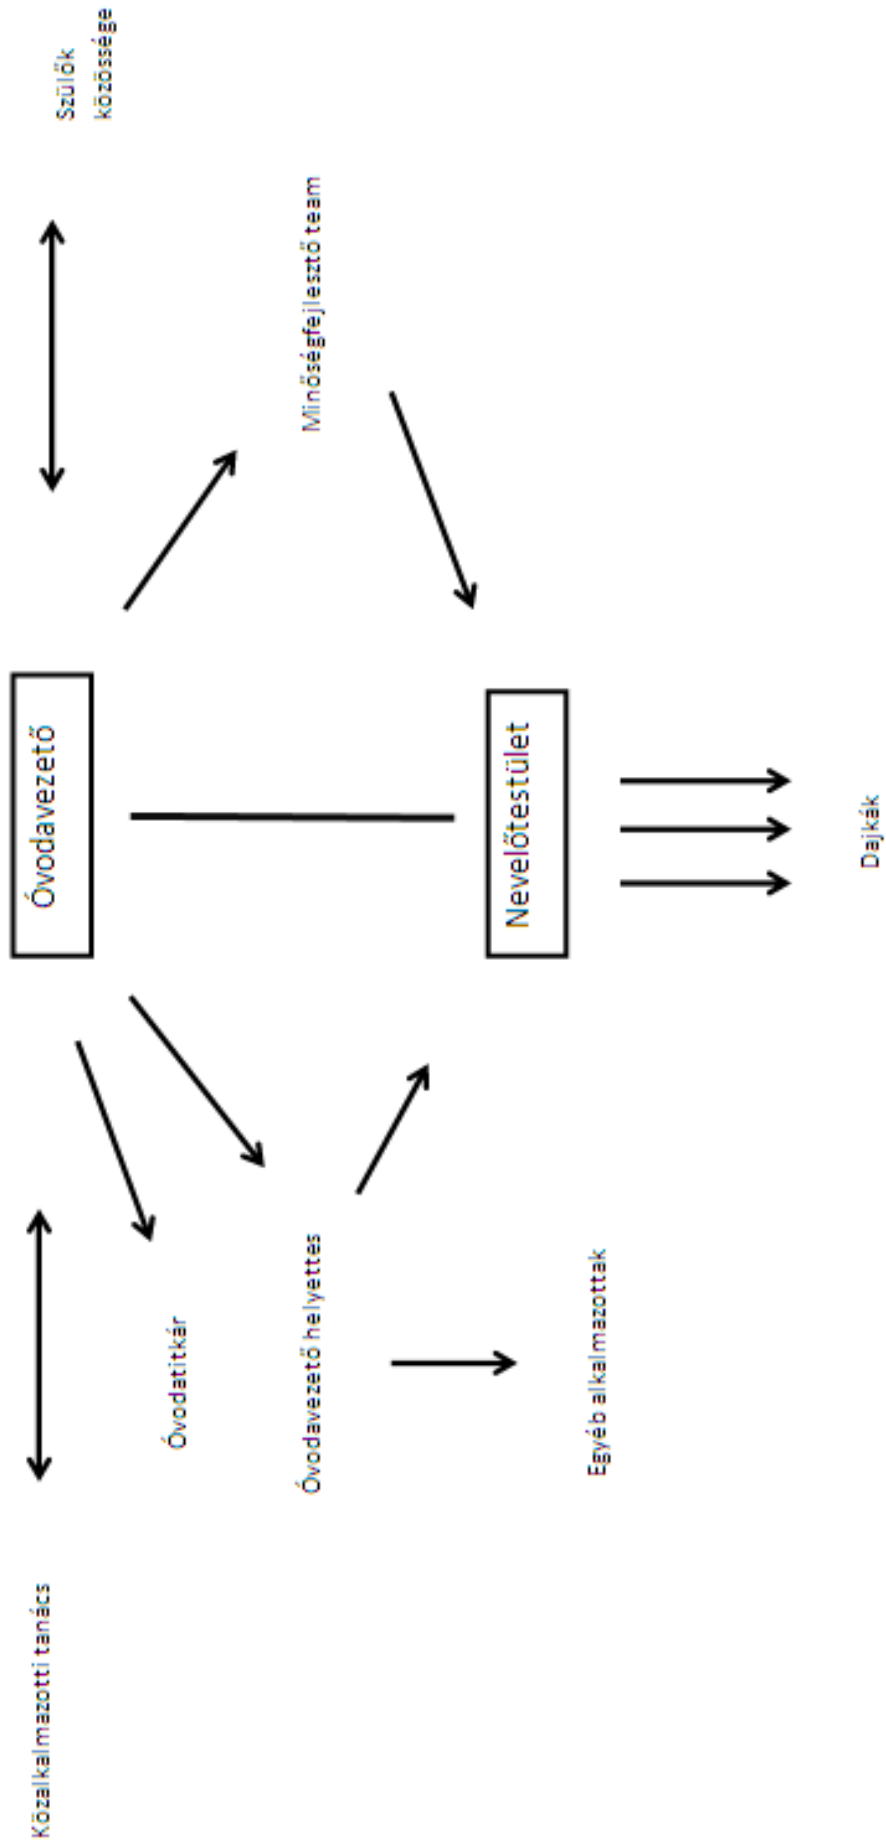 Közalkalmazotti tanács
Óvodavezető
Szülők
közössége
Óvodatitkár
Óvodavezető helyettes
Minőségfejlesztő team
Nevelőtestület
Egyéb alkalmazottak
Dajkák